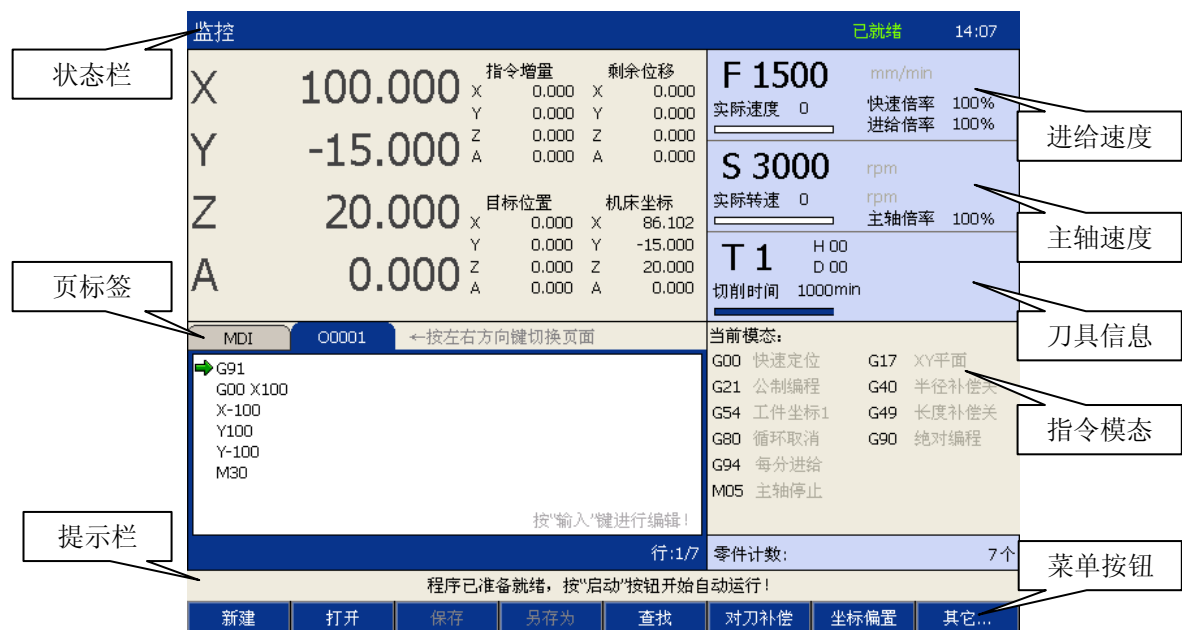 监控 已就绪 14:07
状态栏
X 100.000
Y -15.000
Z 20.000
A 0.000
指令增量 剩余位移
X 0.000 X 0.000
Y 0.000 Y 0.000
Z 0.000 Z 0.000
A 0.000 A 0.000
目标位置 机床坐标
X 0.000 X 86.102
Y 0.000 Y -15.000
Z 0.000 Z 20.000
A 0.000 A 0.000
F 1500 mm/min
实际速度 0 快速倍率 100%
进给倍率 100%
进给速度
S 3000 rpm
实际转速 0 rpm
主轴倍率 100%
主轴速度
T 1 H 00
D 00
切削时间 1000min
刀具信息
页标签
MDI O0001 ←按左右方向键切换页面
G91
G00 X100
X-100
Y100
Y-100
M30
按"输入"键进行编辑!
行:1/7
当前模态:
G00 快速定位 G17 XY平面
G21 公制编程 G40 半径补偿关
G54 工件坐标1 G49 长度补偿关
G80 循环取消 G90 绝对编程
G94 每分进给
M05 主轴停止
指令模态
零件计数: 7个
提示栏
程序已准备就绪，按"启动"按钮开始自动运行!
菜单按钮
新建 打开 保存 另存为 查找 对刀补偿 坐标偏置 其它...